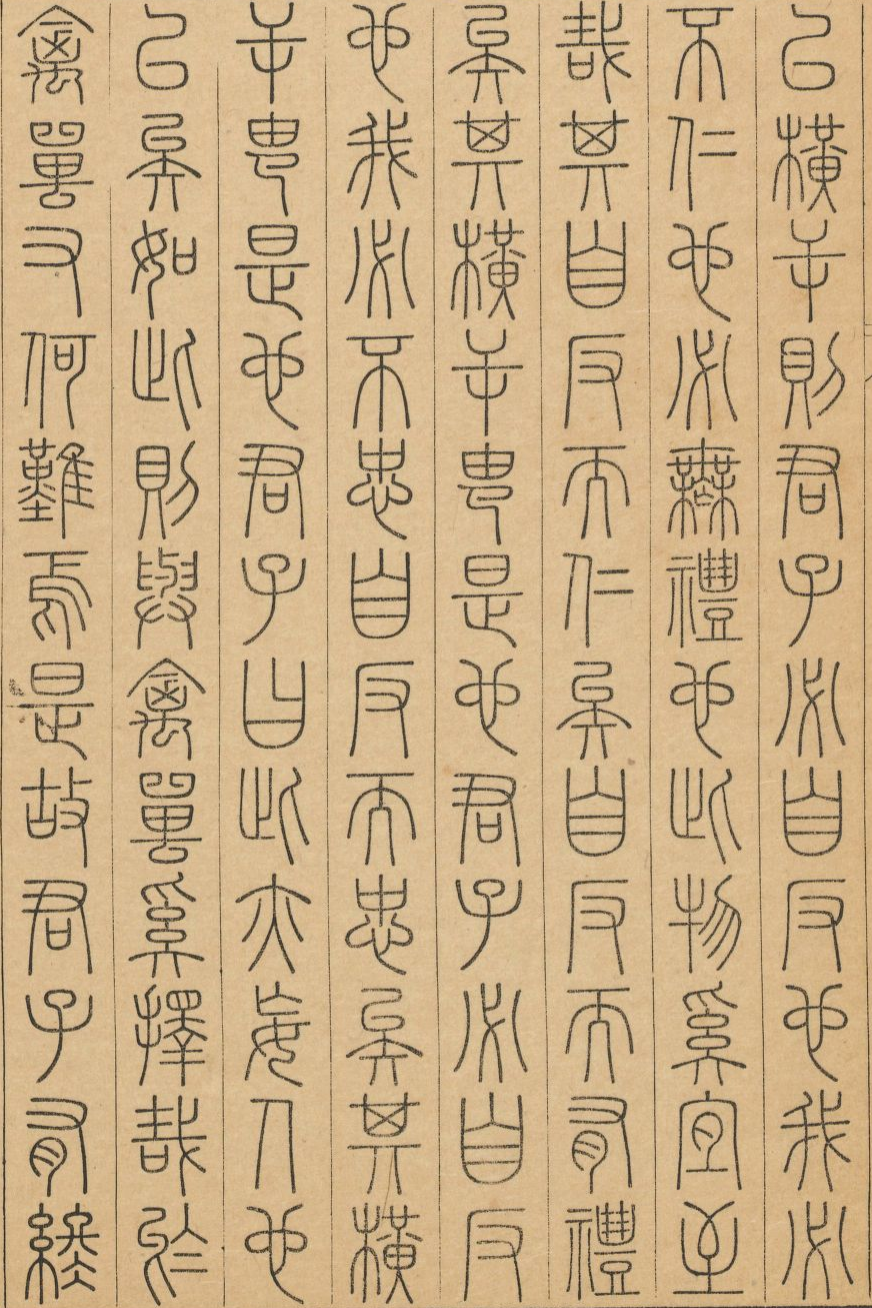 以橫逆則君子必自反也我必
不仁也必無禮也此物奚宜至
哉其自反而仁矣自反而有禮
矣其橫逆由是也君子必自反
也我必不忠自反而忠矣其橫
逆由是也君子曰此亦妄人也
已矣如此則與禽獸奚擇哉於
禽獸又何難焉是故君子有終